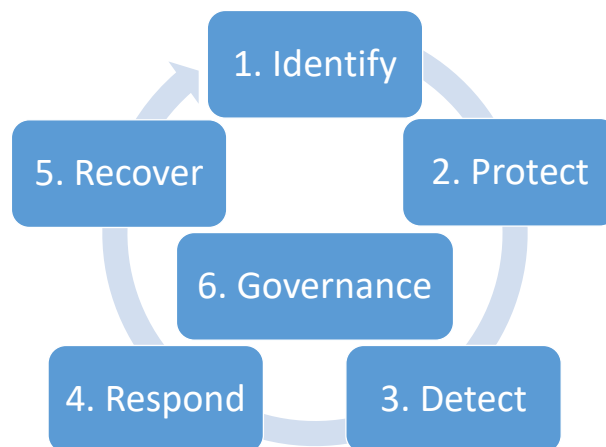 1. Identify
2. Protect
5. Recover
6. Governance
4. Respond
3. Detect